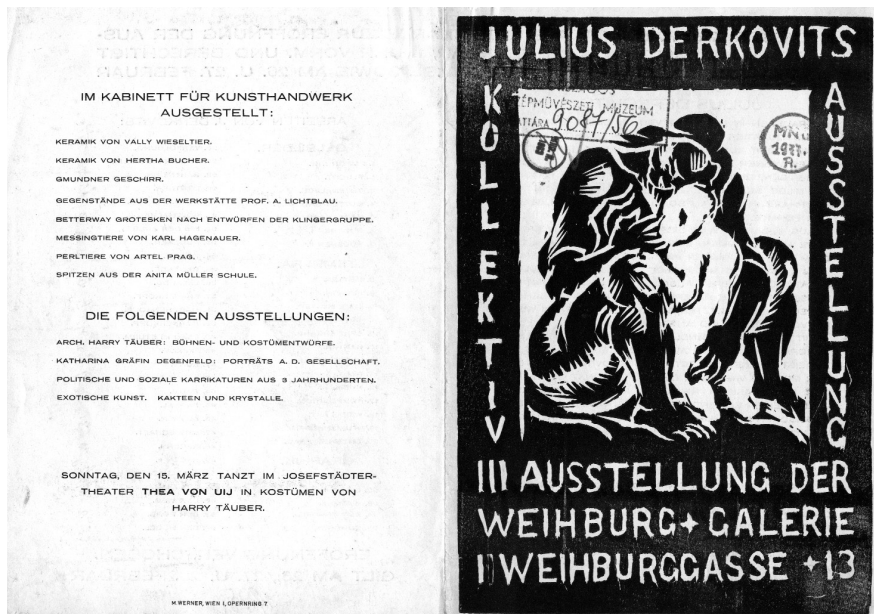 IM KABINETT FÜR KUNSTHANDWERK
AUSGESTELLT:
KERAMIK VON VALLY WIESELTIER.
KERAMIK VON HERTHA BUCHER.
GMUNDNER GESCHIRR.
GEGENSTÄNDE AUS DER WERKSTÄTTE PROF. A. LICHTBLAU.
BETTERWAY GROTESKEN NACH ENTWÜRFEN DER KLINGERGRUPPE.
MESSINGTIERE VON KARL HAGENAUER.
PERLTIERE VON ARTEL PRAG.
SPITZEN AUS DER ANITA MÜLLER SCHULE.
DIE FOLGENDEN AUSSTELLUNGEN:
ARCH. HARRY TÄUBER: BÜHNEN- UND KOSTÜMENTWÜRFE.
KATHARINA GRÄFIN DEGENFELD: PORTRÄTS A. D. GESELLSCHAFT.
POLITISCHE UND SOZIALE KARRIKATUREN AUS 3 JAHRHUNDERTEN.
EXOTISCHE KUNST. KAKTEEN UND KRYSTALLE.
SONNTAG, DEN 15. MÄRZ TANZT IM JOSEFSTÄDTER-
THEATER THEA VON UIJ IN KOSTÜMEN VON
HARRY TÄUBER.
M. WERNER, WIEN I, OPERNRING 7.
JULIUS DERKOVITS
KOLLEKTIV
AUSSTELLUNG
SZÉPMŰVÉSZETI MUZEUM
9087/56
MNG
III AUSSTELLUNG DER
WEIHBURG + GALERIE
I WEIHBURGGASSE + 13